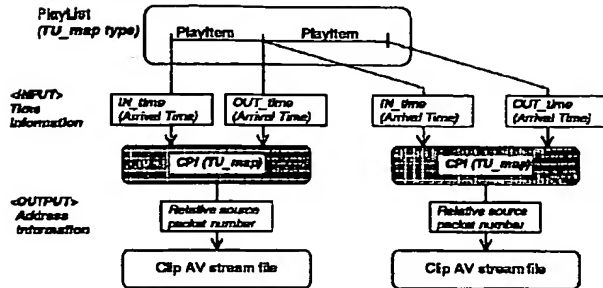 PlayList
(TU_map type)
PlayItem PlayItem
<INPUT>
Time
Information
IN_time
(Arrival Time)
OUT_time
(Arrival Time)
IN_time
(Arrival Time)
OUT_time
(Arrival Time)
CPI (TU_map)
CPI (TU_map)
<OUTPUT>
Address
Information
Relative source
packet number
Relative source
packet number
Clip AV stream file
Clip AV stream file